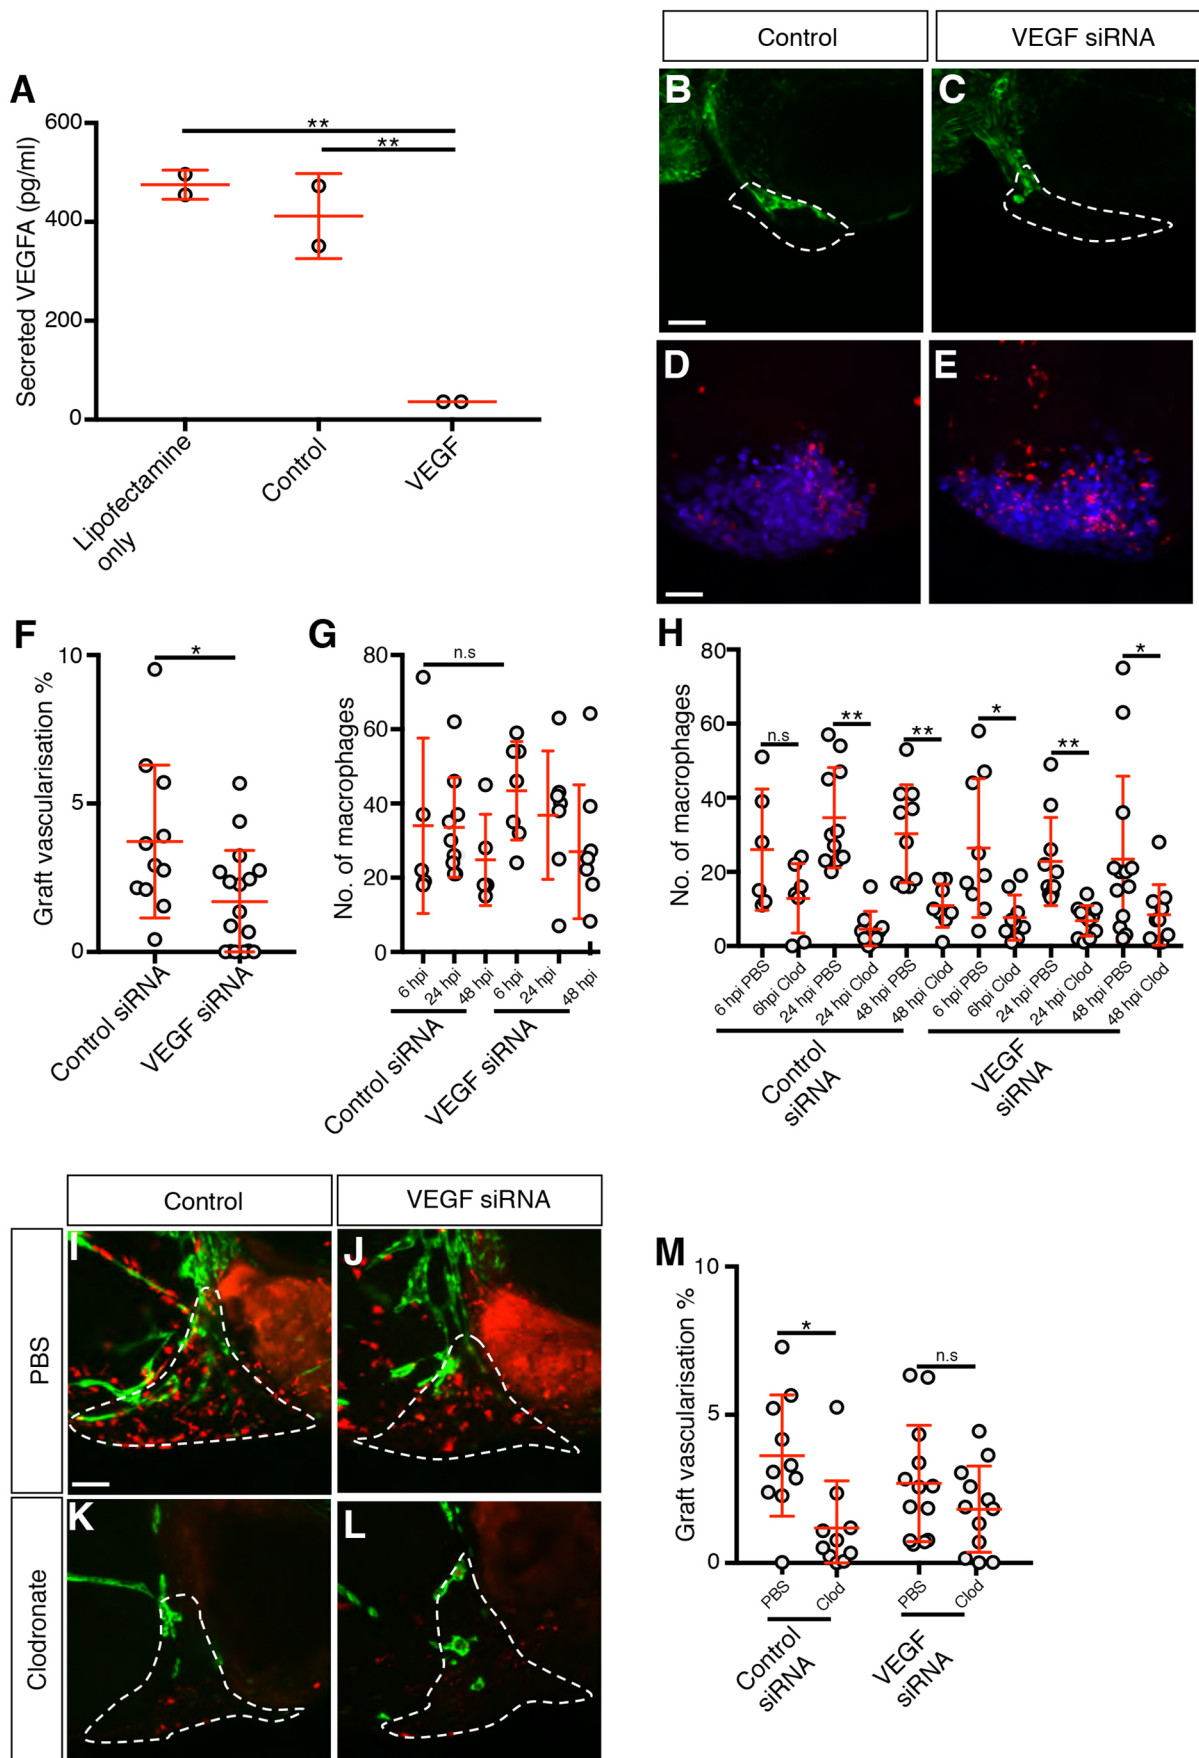 Control
VEGF siRNA
A
B
C
600
400
200
0
Secreted VEGFA (pg/ml)
**
**
Lipofectamine
only
Control
VEGF
D
E
F
10
5
0
Graft vascularisation %
*
Control siRNA
VEGF siRNA
G
80
60
40
20
0
No. of macrophages
n.s
6 hpi
24 hpi
48 hpi
6 hpi
24 hpi
48 hpi
Control siRNA
VEGF siRNA
H
80
60
40
20
0
No. of macrophages
n.s
**
**
*
**
*
6 hpi PBS
6hpi Clod
24 hpi PBS
24 hpi Clod
48 hpi PBS
48 hpi Clod
6 hpi PBS
6hpi Clod
24 hpi PBS
24 hpi Clod
48 hpi PBS
48 hpi Clod
Control
siRNA
VEGF
siRNA
Control
VEGF siRNA
PBS
Clodronate
I
J
K
L
M
10
5
0
Graft vascularisation %
*
n.s
PBS
Clod
PBS
Clod
Control
siRNA
VEGF
siRNA